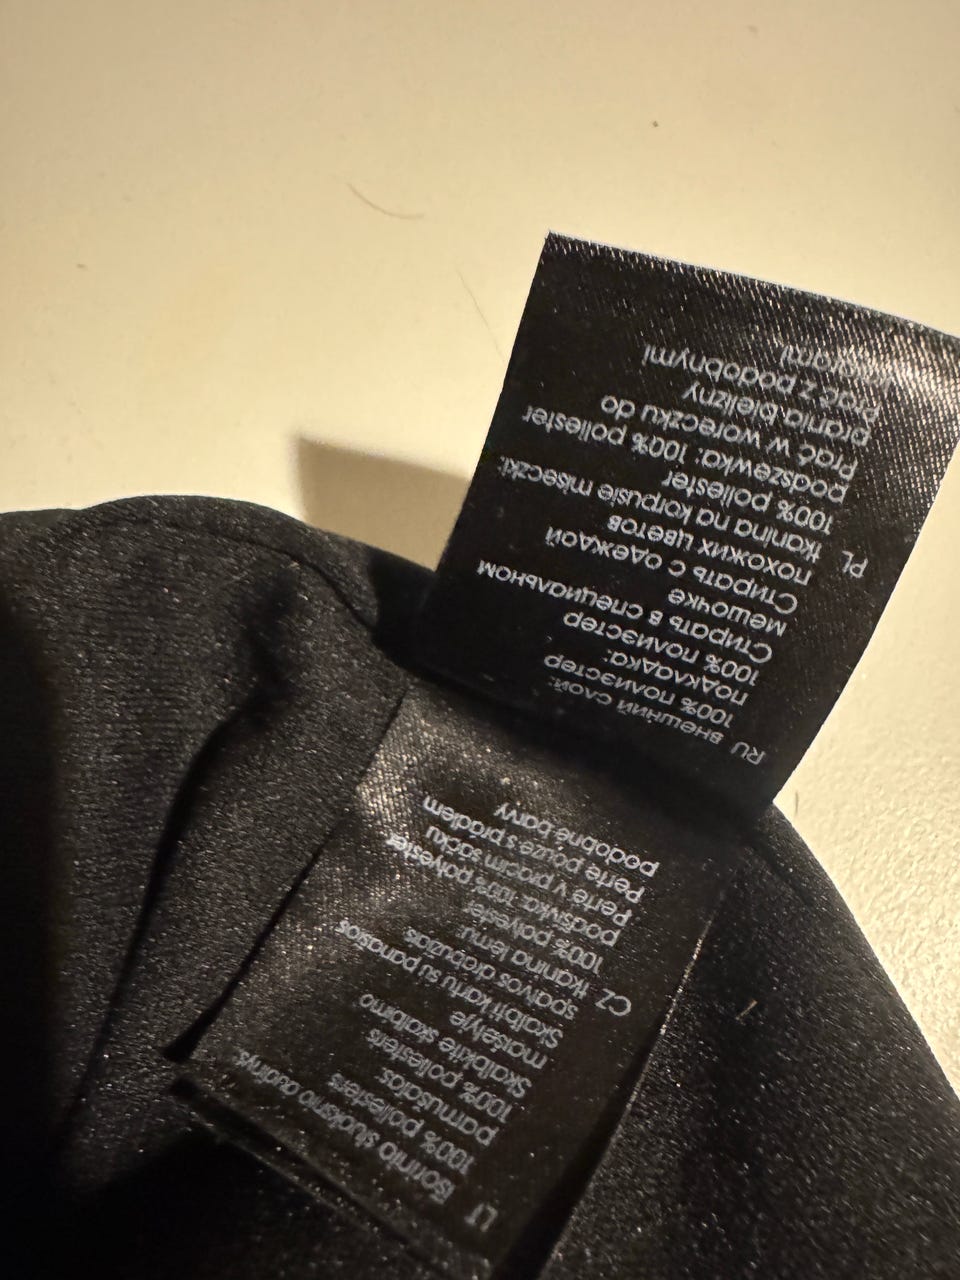 LT Išorinio sluoksnio audinys:
100% poliesteris
pamušalas:
100% poliesteris
Skalbkite skalbimo
maišelyje
Skalbti kartu su panašios
spalvos drabužiais
CZ tkanina lemu
100% polyester
podšívka: 100% polyester
Perte v pracím sáčku
Perte pouze s prádlem
podobné barvy
RU внешний слой:
100% полиэстер
подкладка:
100% полиэстер
Стирать в специальном
мешочке
Стирать с одеждой
похожих цветов
PL tkanina na korpusie miseczki:
100% poliester
podszewka: 100% poliester
Prać w woreczku do
prania bielizny
Prać z podobnymi
kolorami